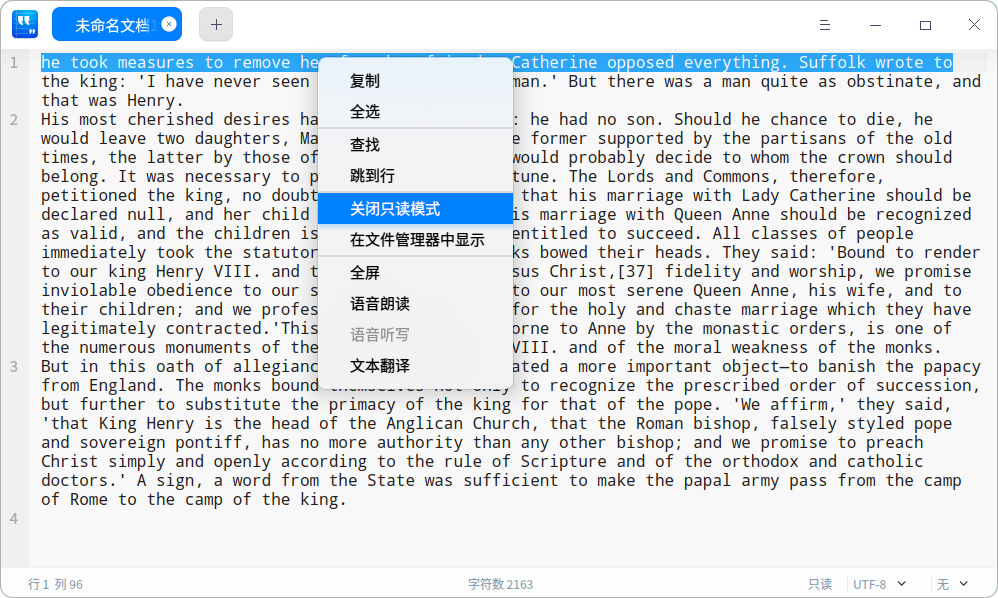 未命名文档1
1 he took measures to remove he Catherine opposed everything. Suffolk wrote to
the king: 'I have never seen man.' But there was a man quite as obstinate, and
that was Henry.
2 His most cherished desires ha : he had no son. Should he chance to die, he
would leave two daughters, Ma e former supported by the partisans of the old
times, the latter by those of would probably decide to whom the crown should
belong. It was necessary to p tune. The Lords and Commons, therefore,
petitioned the king, no doubt that his marriage with Lady Catherine should be
declared null, and her child is marriage with Queen Anne should be recognized
as valid, and the children is entitled to succeed. All classes of people
immediately took the statutor ks bowed their heads. They said: 'Bound to render
to our king Henry VIII. and t sus Christ,[37] fidelity and worship, we promise
inviolable obedience to our s to our most serene Queen Anne, his wife, and to
their children; and we profes for the holy and chaste marriage which they have
legitimately contracted.'This orne to Anne by the monastic orders, is one of
the numerous monuments of the VIII. and of the moral weakness of the monks.
3 But in this oath of allegianc ated a more important object—to banish the papacy
from England. The monks bound themselves not only to recognize the prescribed order of succession,
but further to substitute the primacy of the king for that of the pope. 'We affirm,' they said,
'that King Henry is the head of the Anglican Church, that the Roman bishop, falsely styled pope
and sovereign pontiff, has no more authority than any other bishop; and we promise to preach
Christ simply and openly according to the rule of Scripture and of the orthodox and catholic
doctors.' A sign, a word from the State was sufficient to make the papal army pass from the camp
of Rome to the camp of the king.
4
复制
全选
查找
跳到行
关闭只读模式
在文件管理器中显示
全屏
语音朗读
语音听写
文本翻译
行 1 列 96 字符数 2163 只读 UTF-8 无